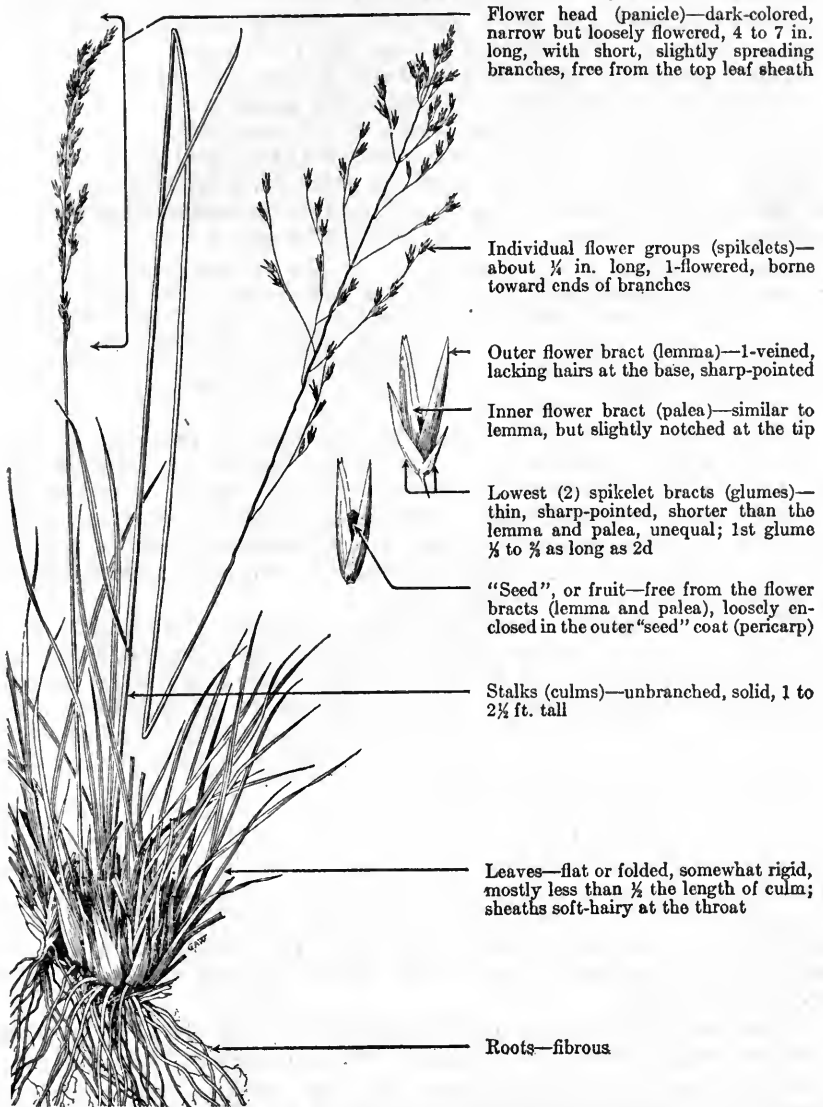 Flower head (panicle)—dark-colored,
narrow but loosely flowered, 4 to 7 in.
long, with short, slightly spreading
branches, free from the top leaf sheath
Individual flower groups (spikelets)—
about ¼ in. long, 1-flowered, borne
toward ends of branches
Outer flower bract (lemma)—1-veined,
lacking hairs at the base, sharp-pointed
Inner flower bract (palea)—similar to
lemma, but slightly notched at the tip
Lowest (2) spikelet bracts (glumes)—
thin, sharp-pointed, shorter than the
lemma and palea, unequal; 1st glume
to as long as 2d
"Seed", or fruit—free from the flower
bracts (lemma and palea), loosely en-
closed in the outer "seed" coat (pericarp)
Stalks (culms)—unbranched, solid, 1 to
2½ ft. tall
Leaves—flat or folded, somewhat rigid,
mostly less than ½ the length of culm;
sheaths soft-hairy at the throat
Roots—fibrous